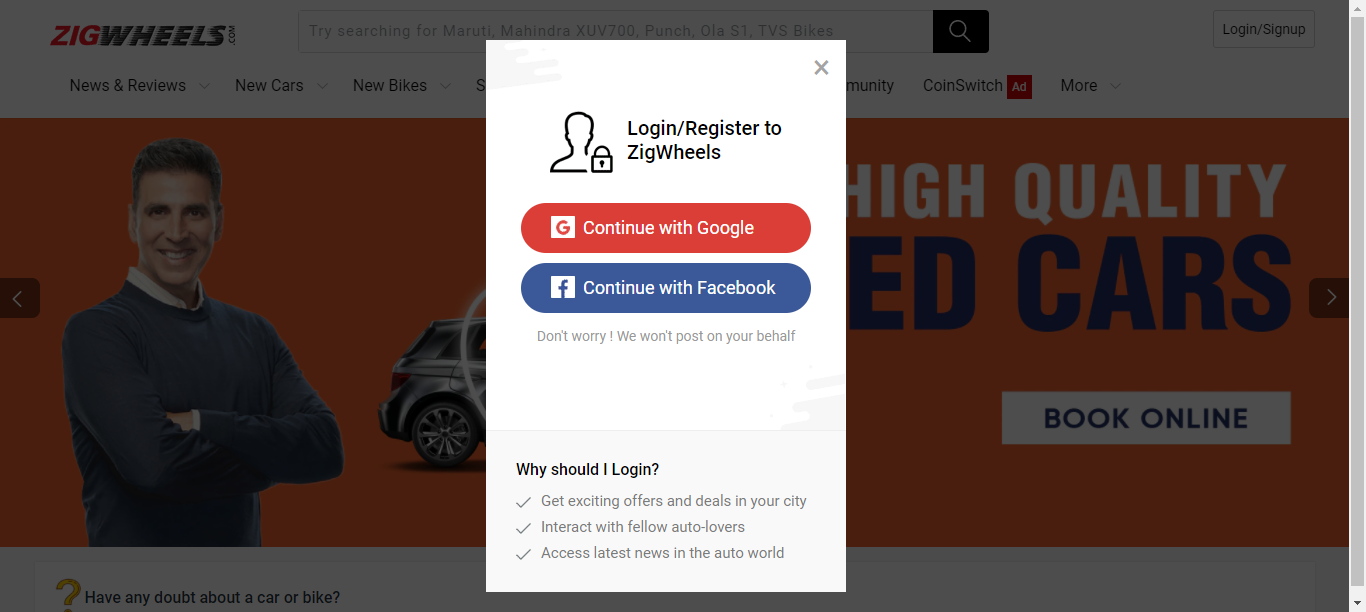 ZIGWHEELS.COM
Try searching for Maruti, Mahindra XUV700, Punch, Ola S1, TVS Bikes
Login/Signup
News & Reviews
New Cars
New Bikes
S
munity
CoinSwitch Ad
More
Login/Register to
ZigWheels
Continue with Google
Continue with Facebook
Don't worry ! We won't post on your behalf
Why should I Login?
Get exciting offers and deals in your city
Interact with fellow auto-lovers
Access latest news in the auto world
HIGH QUALITY
ED CARS
BOOK ONLINE
Have any doubt about a car or bike?